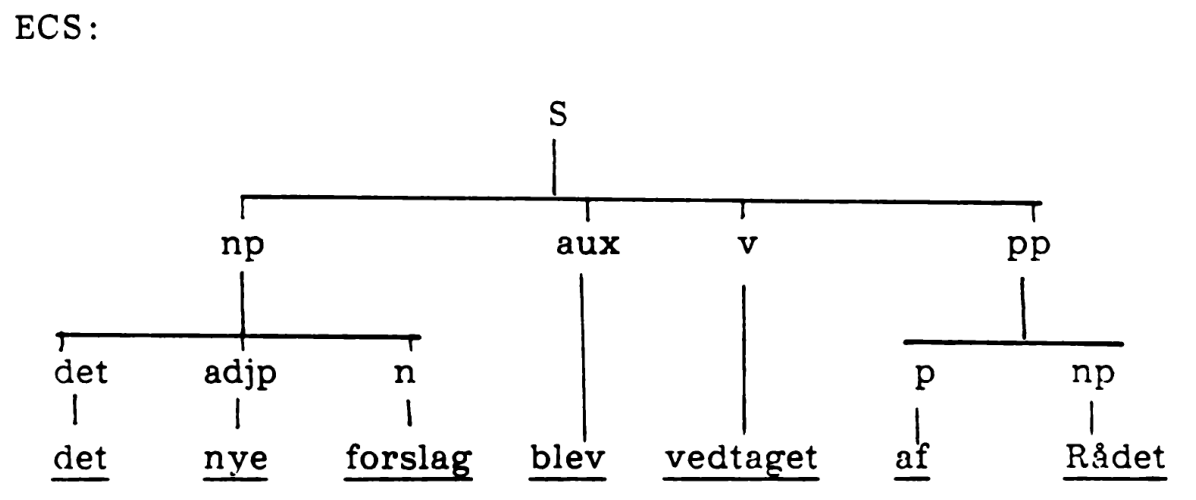 ECS:
S
np aux v pp
det adjp n p np
det nye forslag blev vedtaget af Rådet